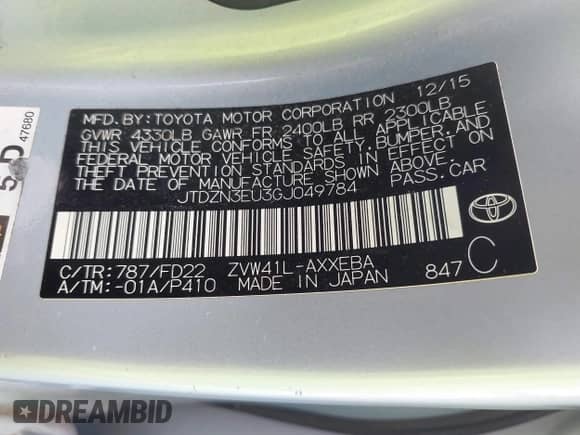 MFD.BY:TOYOTA MOTOR CORPORATION 12/15
GVWR 4330LB GAWR FR 2400LB RR 2300LB
THIS VEHICLE CONFORMS TO ALL APPLICABLE
FEDERAL MOTOR VEHICLE SAFETY,BUMPER,AND
THEFT PREVENTION STANDARDS IN EFFECT ON
THE DATE OF MANUFACTURE SHOWN ABOVE.
JTDZN3EU3GJ049784 PASS.CAR
C/TR:787/FD22 ZVW41L-AXXEBA
A/TM:-01A/P410 MADE IN JAPAN 847 C
47680
DREAMBID